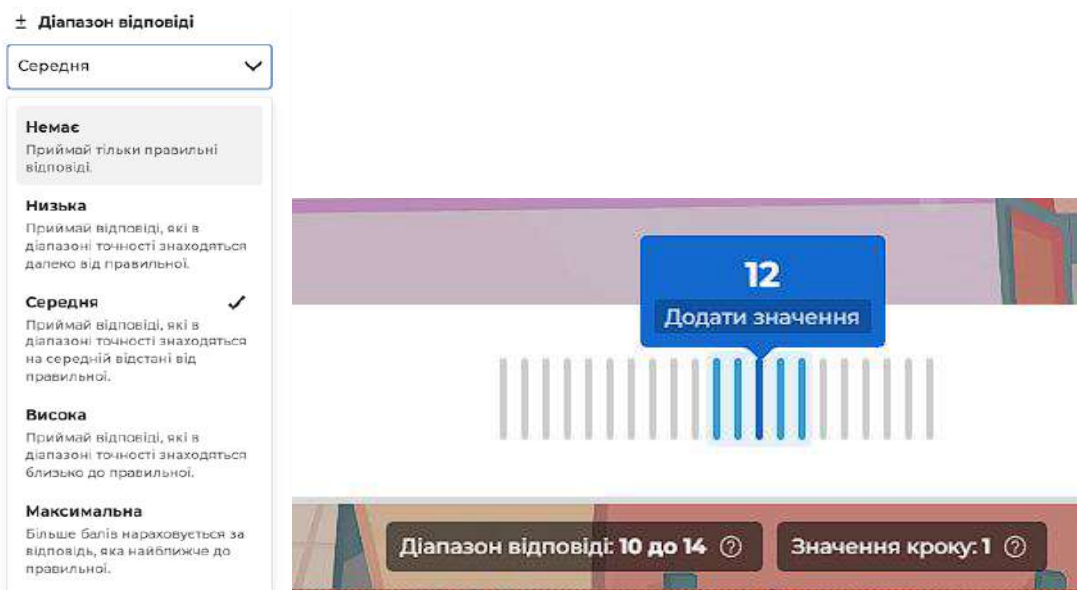 ± Діапазон відповіді
Середня
Немає
Приймай тільки правильні
відповіді.
Низька
Приймай відповіді, які в
діапазоні точності знаходяться
далеко від правильної.
Середня
Приймай відповіді, які в
діапазоні точності знаходяться
на середній відстані від
правильної.
Висока
Приймай відповіді, які в
діапазоні точності знаходяться
близько до правильної.
Максимальна
Більше балів нараховується за
відповідь, яка найближче до
правильної.
12
Додати значення
Діапазон відповіді: 10 до 14 ?
Значення кроку: 1 ?